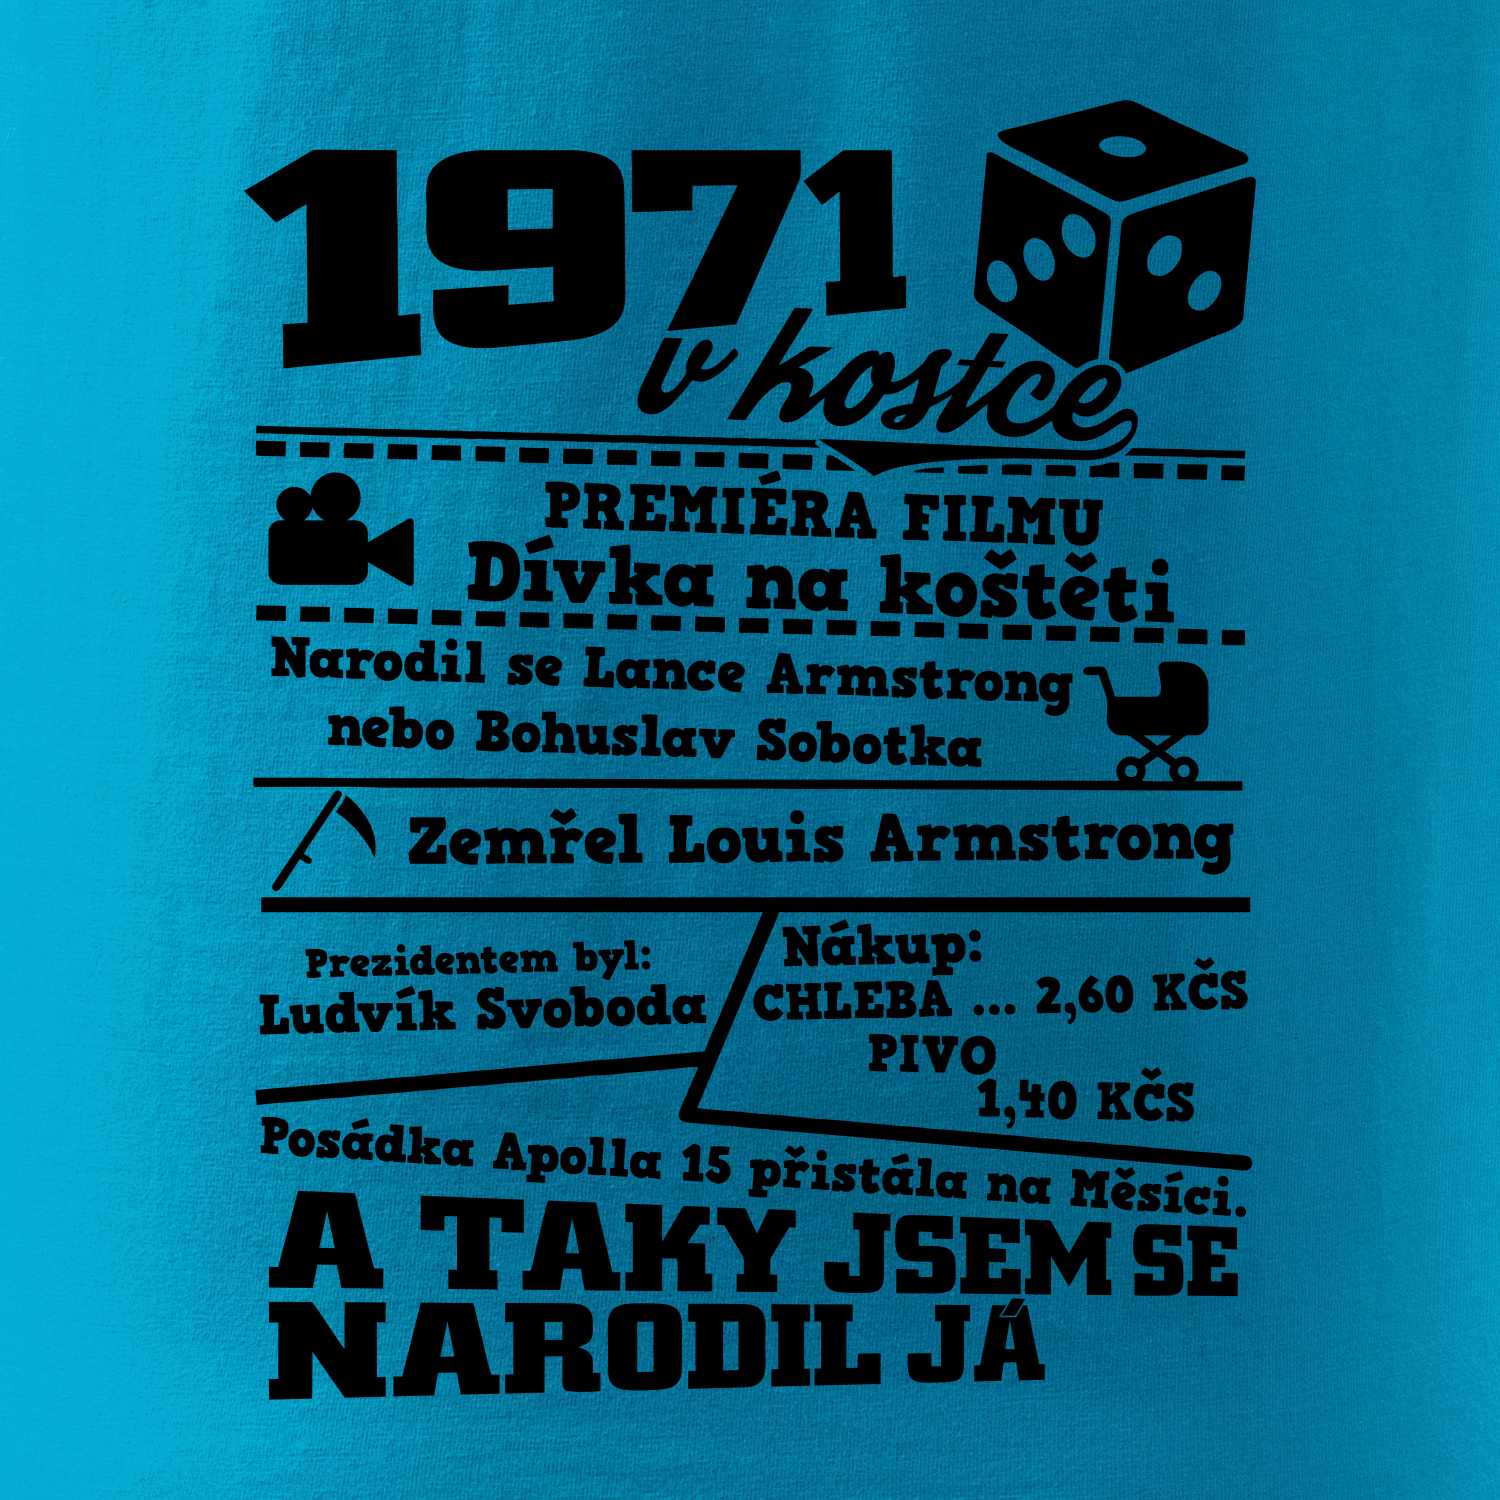 1971
v kostce
PREMIÉRA FILMU
Dívka na koštěti
Narodil se Lance Armstrong
nebo Bohuslav Sobotka
Zemřel Louis Armstrong
Prezidentem byl:
Ludvík Svoboda
Nákup:
CHLEBA ... 2,60 KČS
PIVO
1,40 KČS
Posádka Apolla 15 přistála na Měsíci.
A TAKY JSEM SE
NARODIL JÁ